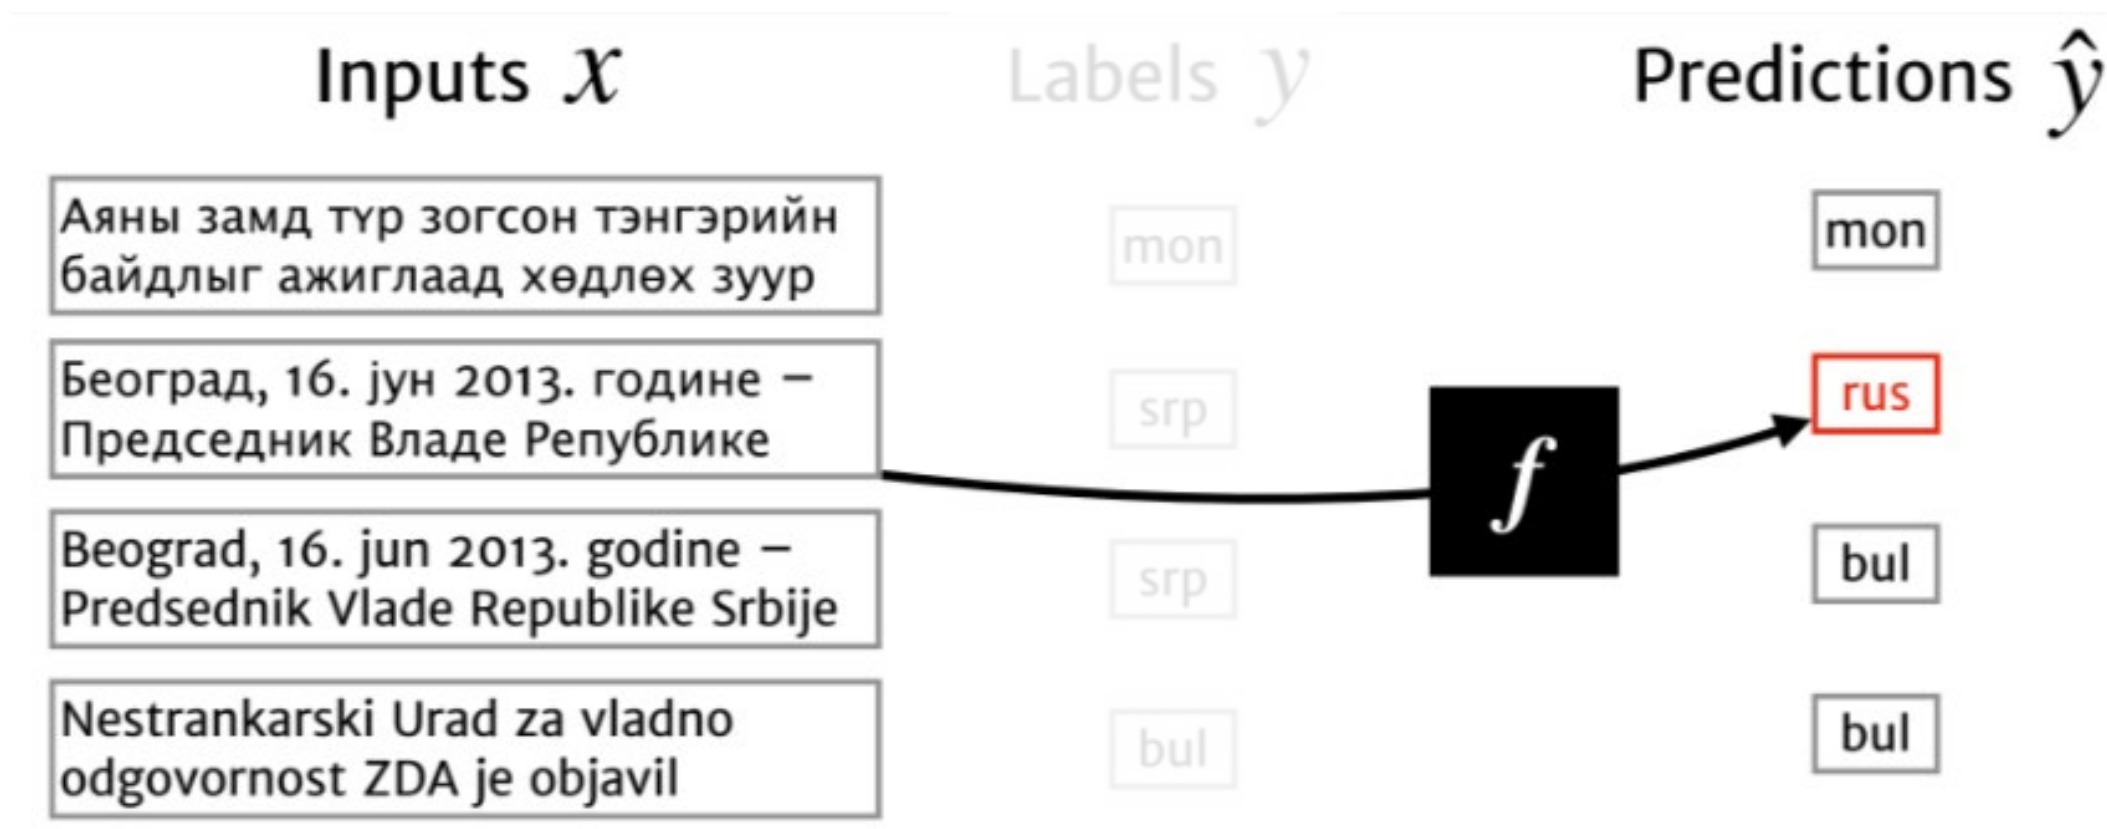 Inputs x
Labels y
Predictions ŷ
Аяны замд түр зогсон тэнгэрийн
байдлыг ажиглаад хөдлөх зуур
mon
mon
Београд, 16. јун 2013. године –
Председник Владе Републике
srp
f
rus
Beograd, 16. jun 2013. godine –
Predsednik Vlade Republike Srbije
srp
bul
Nestrankarski Urad za vladno
odgovornost ZDA je objavil
bul
bul